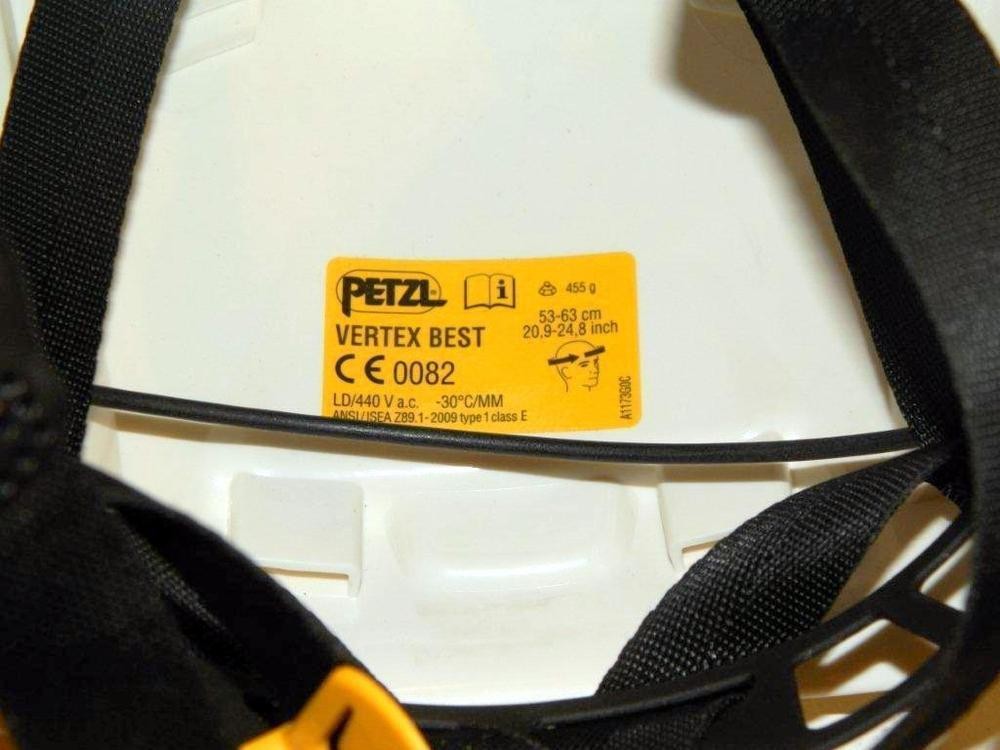 PETZL
i
455 g
VERTEX BEST
53-63 cm
20,9-24,8 inch
CE 0082
LD/440 V a.c. -30°C/MM
ANSI/ISEA Z89.1-2009 type 1 class E
A1173G0C